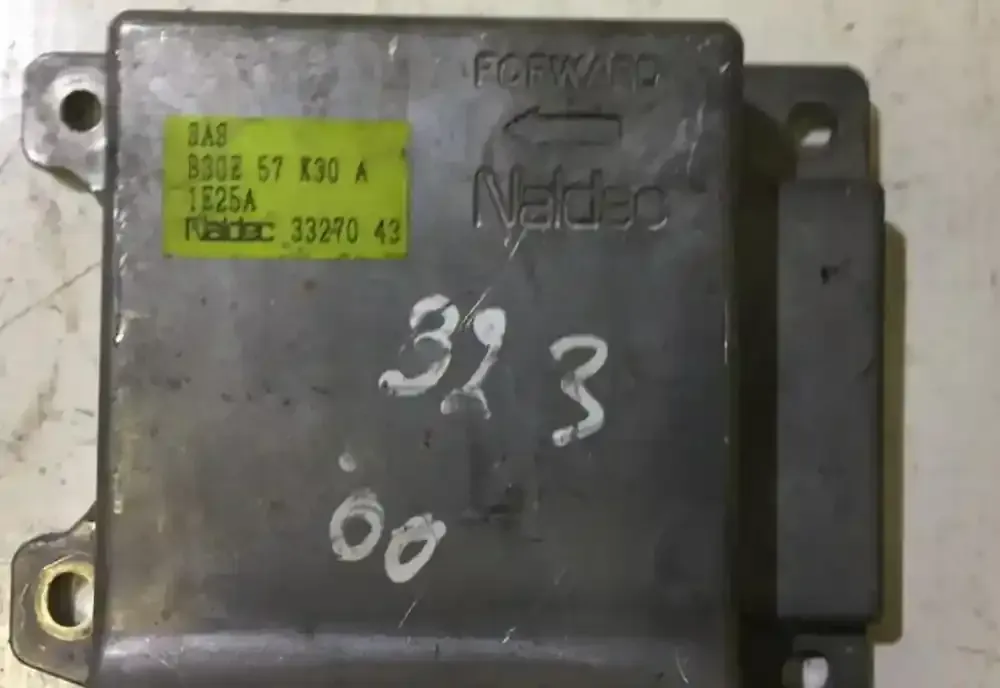 FORWARD
Naldec
SAS
B30E 57 K30 A
1E25A
Naldec 33270 43
323
00